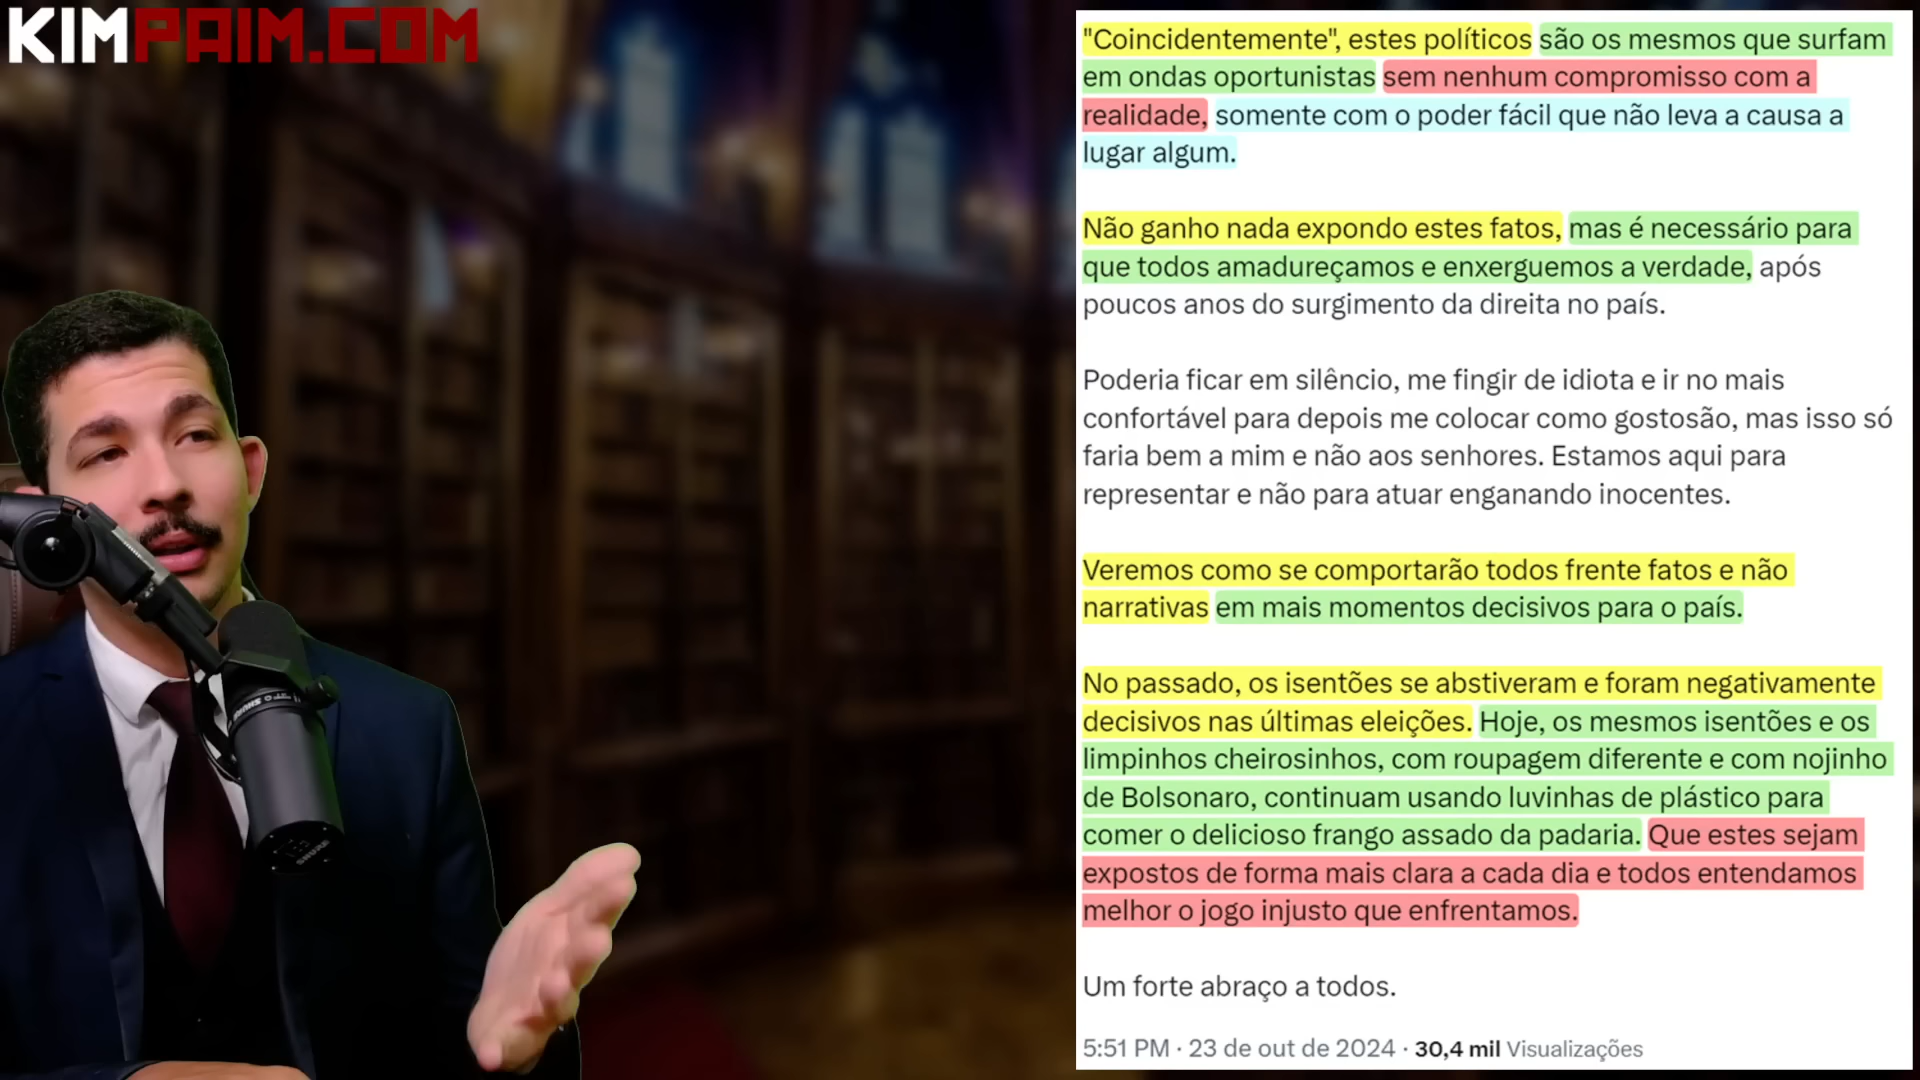 KIMPAIM.COM
"Coincidentemente", estes políticos são os mesmos que surfam
em ondas oportunistas sem nenhum compromisso com a
realidade, somente com o poder fácil que não leva a causa a
lugar algum.
Não ganho nada expondo estes fatos, mas é necessário para
que todos amadureçamos e enxerguemos a verdade, após
poucos anos do surgimento da direita no país.
Poderia ficar em silêncio, me fingir de idiota e ir no mais
confortável para depois me colocar como gostosão, mas isso só
faria bem a mim e não aos senhores. Estamos aqui para
representar e não para atuar enganando inocentes.
Veremos como se comportarão todos frente fatos e não
narrativas em mais momentos decisivos para o país.
No passado, os isentões se abstiveram e foram negativamente
decisivos nas últimas eleições. Hoje, os mesmos isentões e os
limpinhos cheirosinhos, com roupagem diferente e com nojinho
de Bolsonaro, continuam usando luvinhas de plástico para
comer o delicioso frango assado da padaria. Que estes sejam
expostos de forma mais clara a cada dia e todos entendamos
melhor o jogo injusto que enfrentamos.
Um forte abraço a todos.
5:51 PM · 23 de out de 2024 · 30,4 mil Visualizações